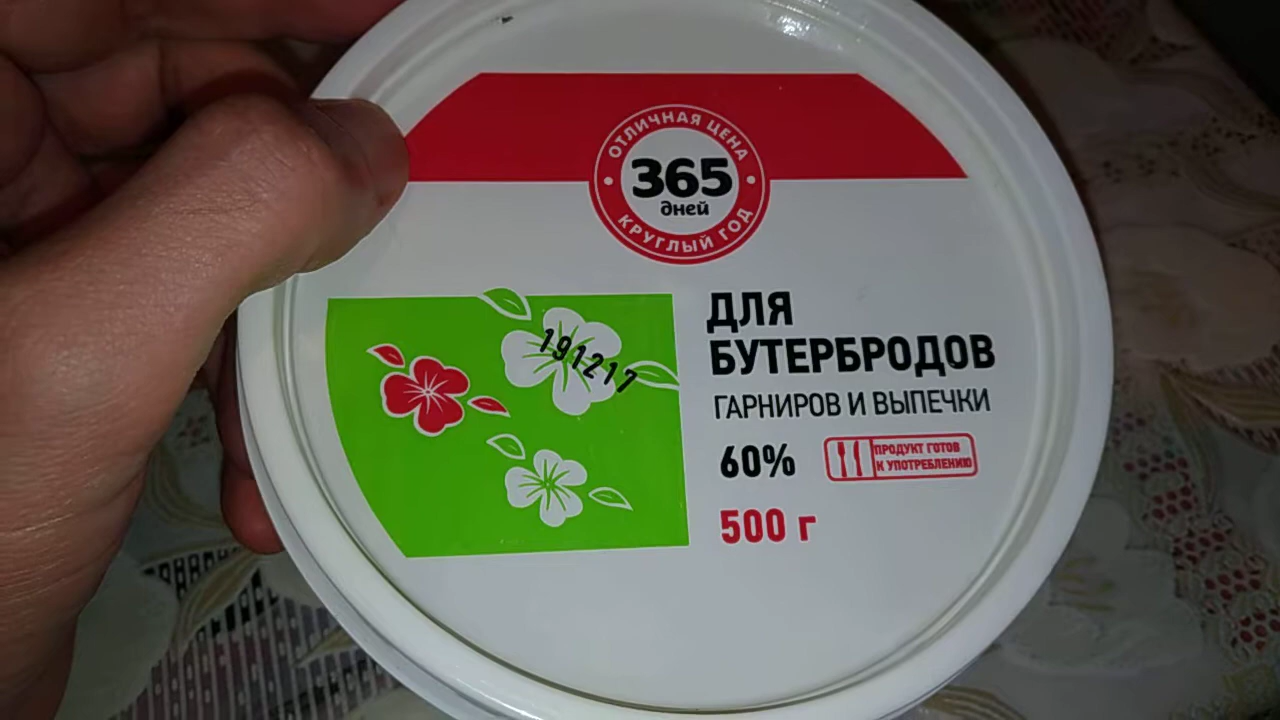 ОТЛИЧНАЯ ЦЕНА
365
дней
КРУГЛЫЙ ГОД
191217
ДЛЯ
БУТЕРБРОДОВ
ГАРНИРОВ И ВЫПЕЧКИ
60%
ПРОДУКТ ГОТОВ
К УПОТРЕБЛЕНИЮ
500 г